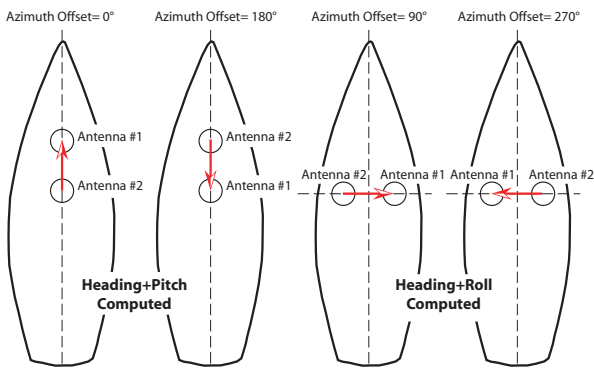 Azimuth Offset= 0°
Azimuth Offset= 180°
Azimuth Offset= 90°
Azimuth Offset= 270°
Antenna #1
Antenna #2
Antenna #2
Antenna #1
Antenna #2
Antenna #1
Antenna #1
Antenna #2
Heading+Pitch
Computed
Heading+Roll
Computed